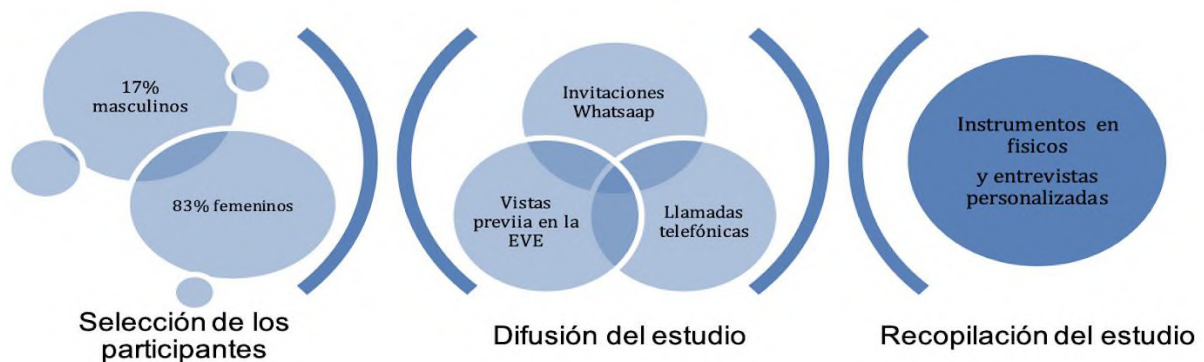 17%
masculinos
83% femeninos
Selección de los
participantes
Invitaciones
Whatsaap
Vistas
previia en la
EVE
Llamadas
telefónicas
Difusión del estudio
Instrumentos en
fisicos
y entrevistas
personalizadas
Recopilación del estudio